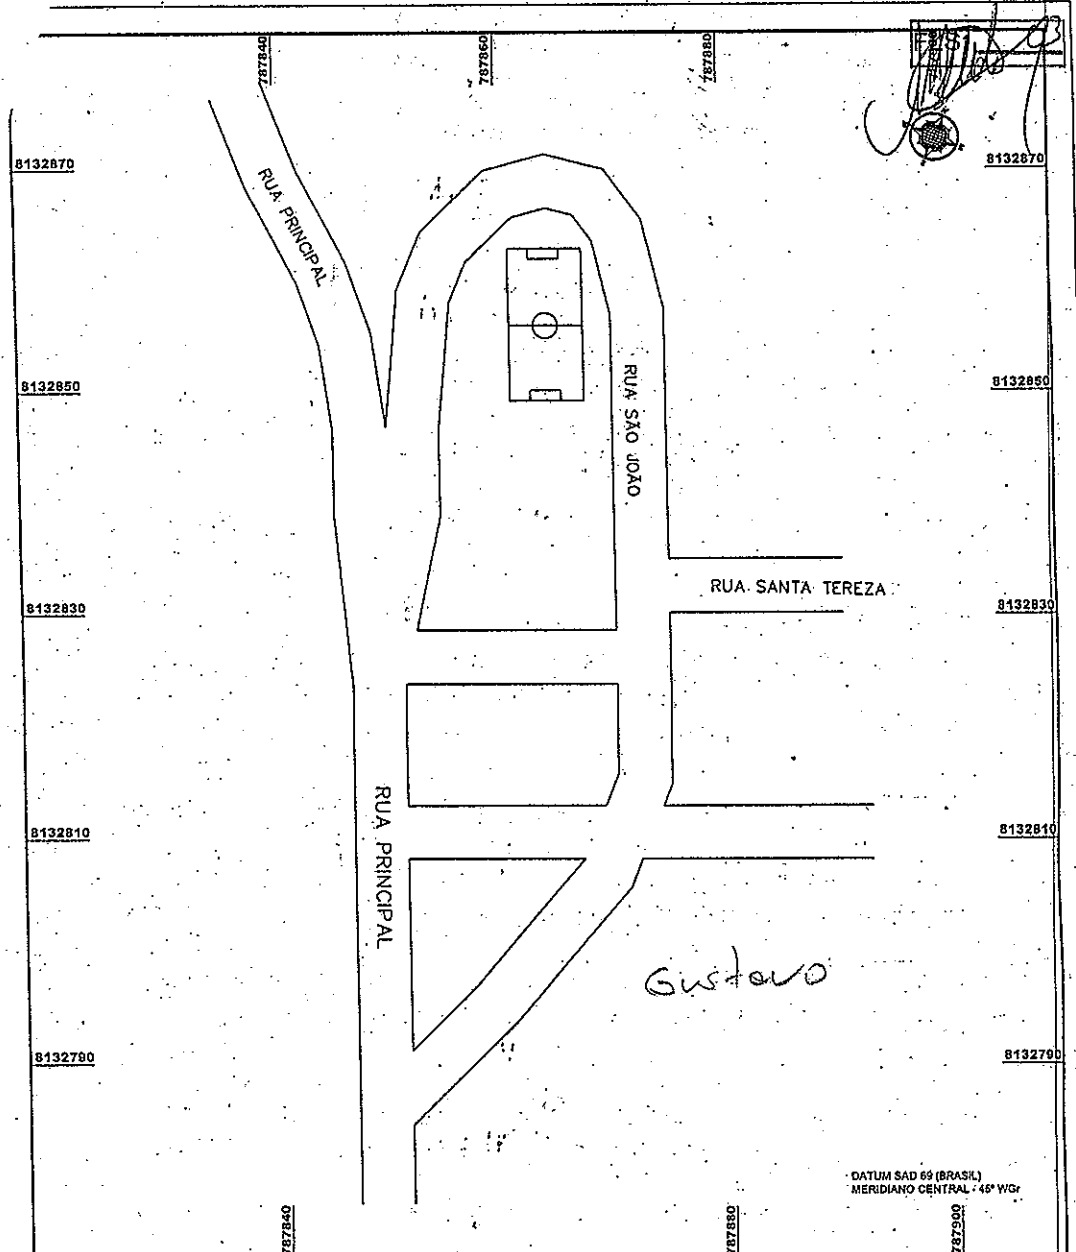 787840
787860
787880
8132870
8132870
RUA PRINCIPAL
8132850
8132850
RUA SÃO JOÃO
RUA SANTA TEREZA
8132830
8132830
RUA PRINCIPAL
8132810
8132810
Gustavo
8132790
8132790
DATUM SAD 69 (BRASIL)
MERIDIANO CENTRAL - 45º WGr
787840
787880
787900